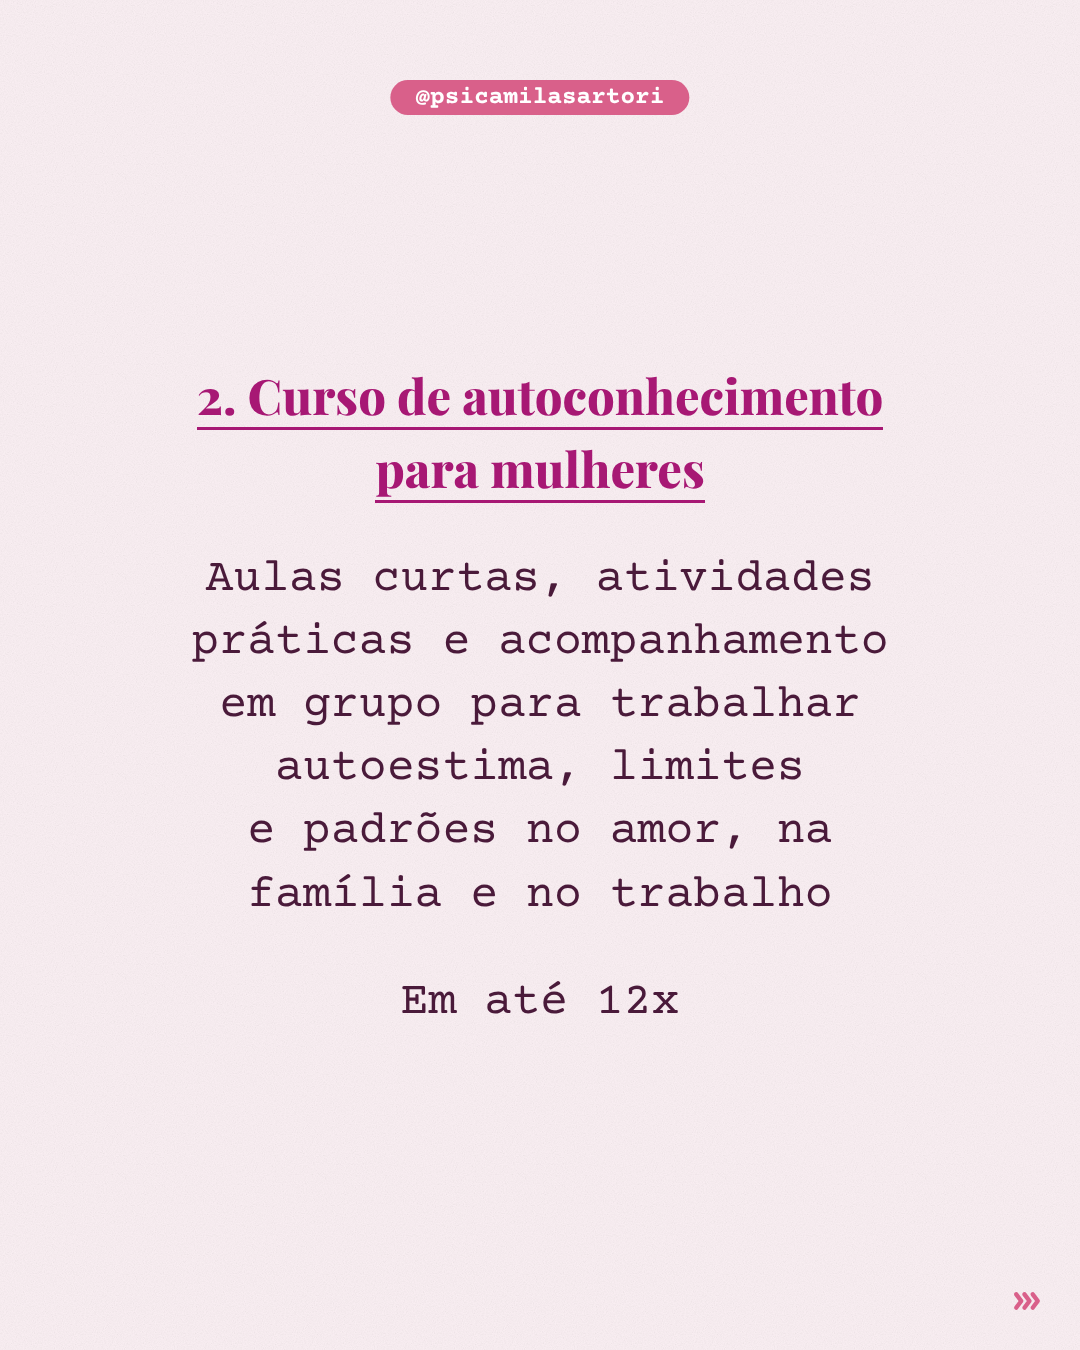 @psicamilasartori
2. Curso de autoconhecimento
para mulheres
Aulas curtas, atividades
práticas e acompanhamento
em grupo para trabalhar
autoestima, limites
e padrões no amor, na
família e no trabalho
Em até 12x